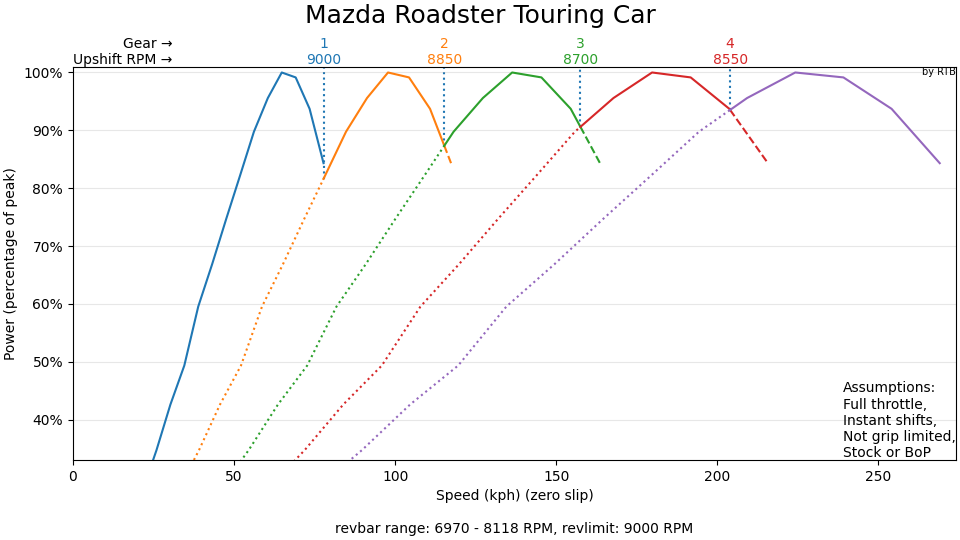 Mazda Roadster Touring Car
Gear → 1 2 3 4
Upshift RPM → 9000 8850 8700 8550
by RTB
100%
90%
80%
70%
60%
50%
40%
Power (percentage of peak)
Assumptions:
Full throttle,
Instant shifts,
Not grip limited,
Stock or BoP
0 50 100 150 200 250
Speed (kph) (zero slip)
revbar range: 6970 - 8118 RPM, revlimit: 9000 RPM